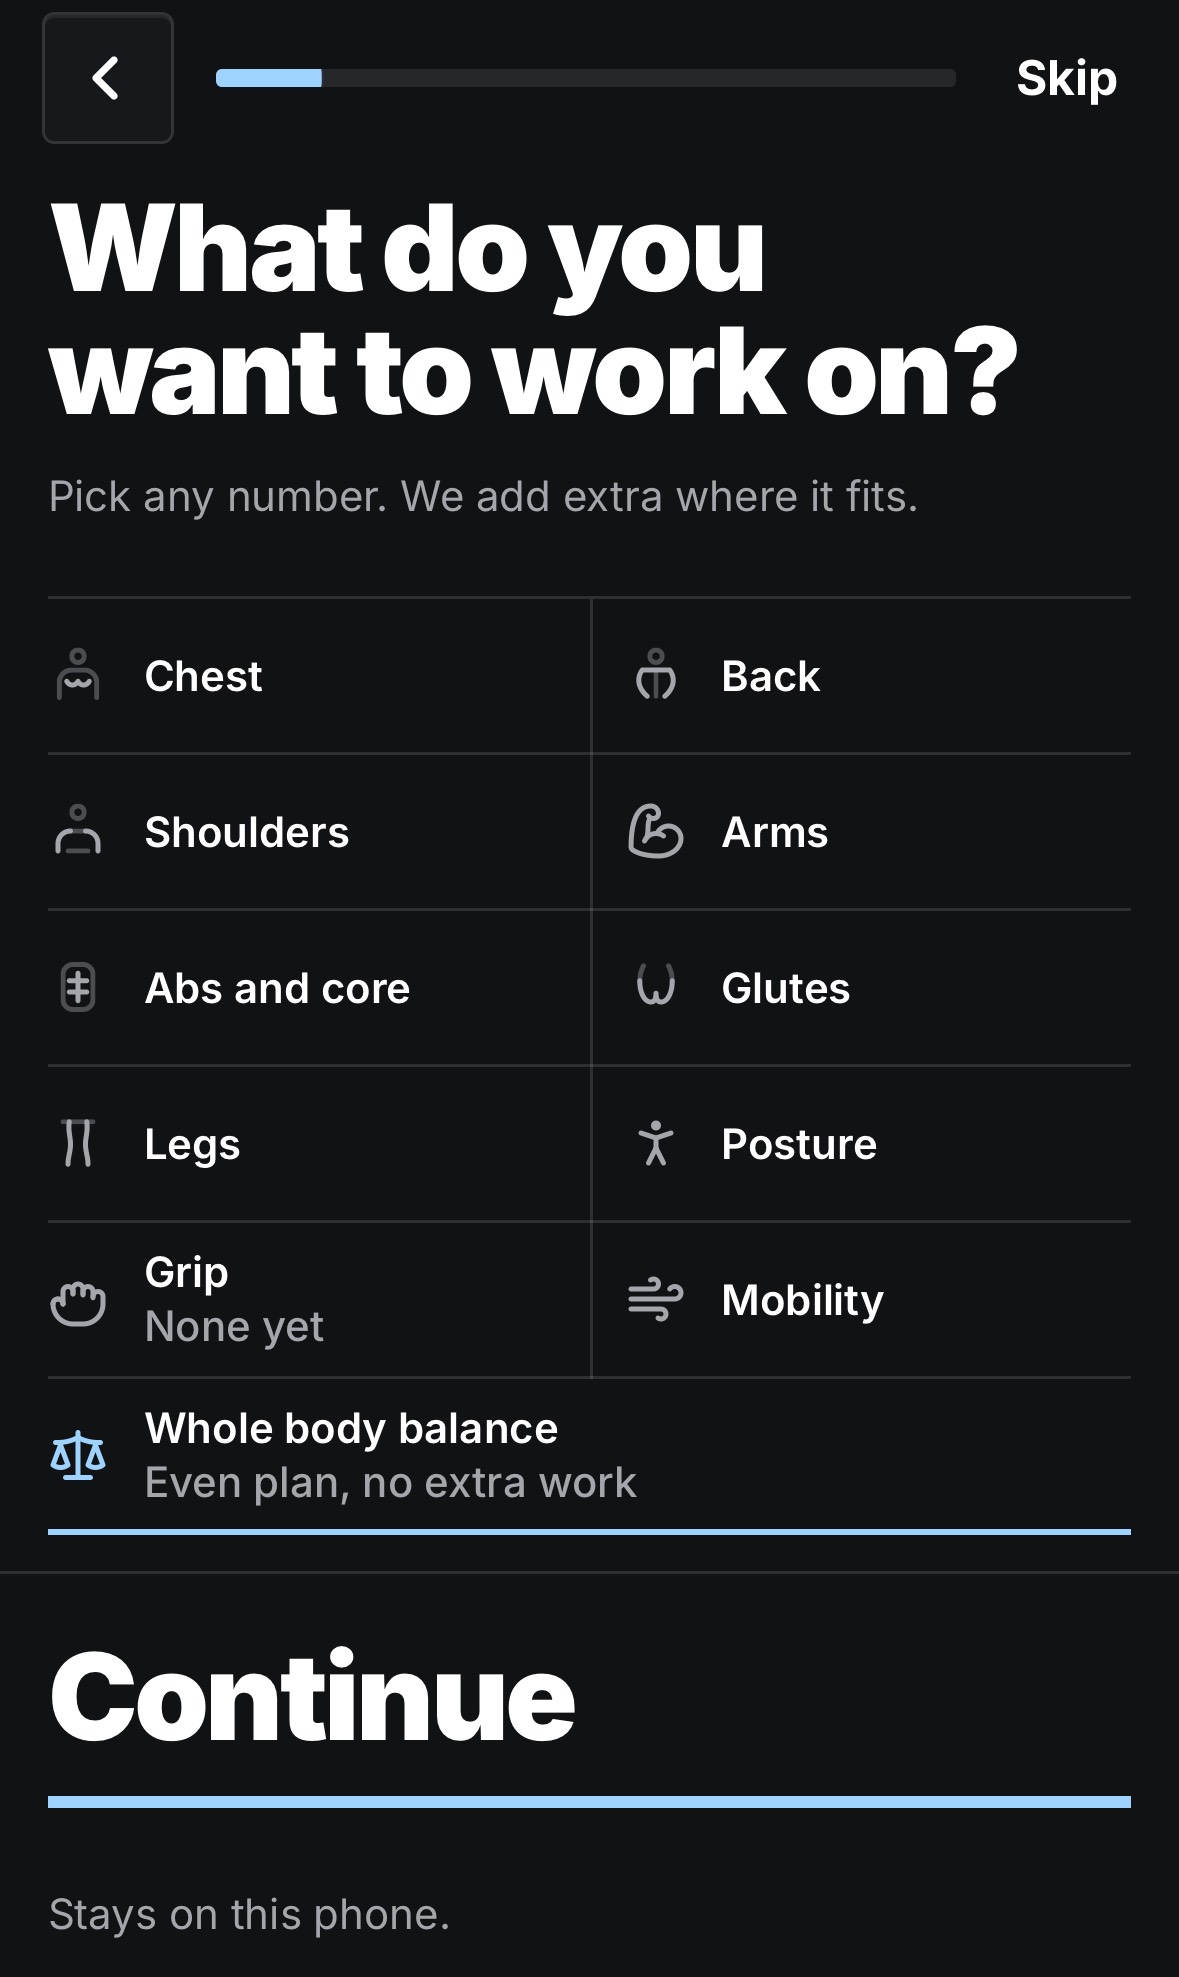 Skip
What do you
want to work on?
Pick any number. We add extra where it fits.
Chest
Back
Shoulders
Arms
Abs and core
Glutes
Legs
Posture
Grip
None yet
Mobility
Whole body balance
Even plan, no extra work
Continue
Stays on this phone.